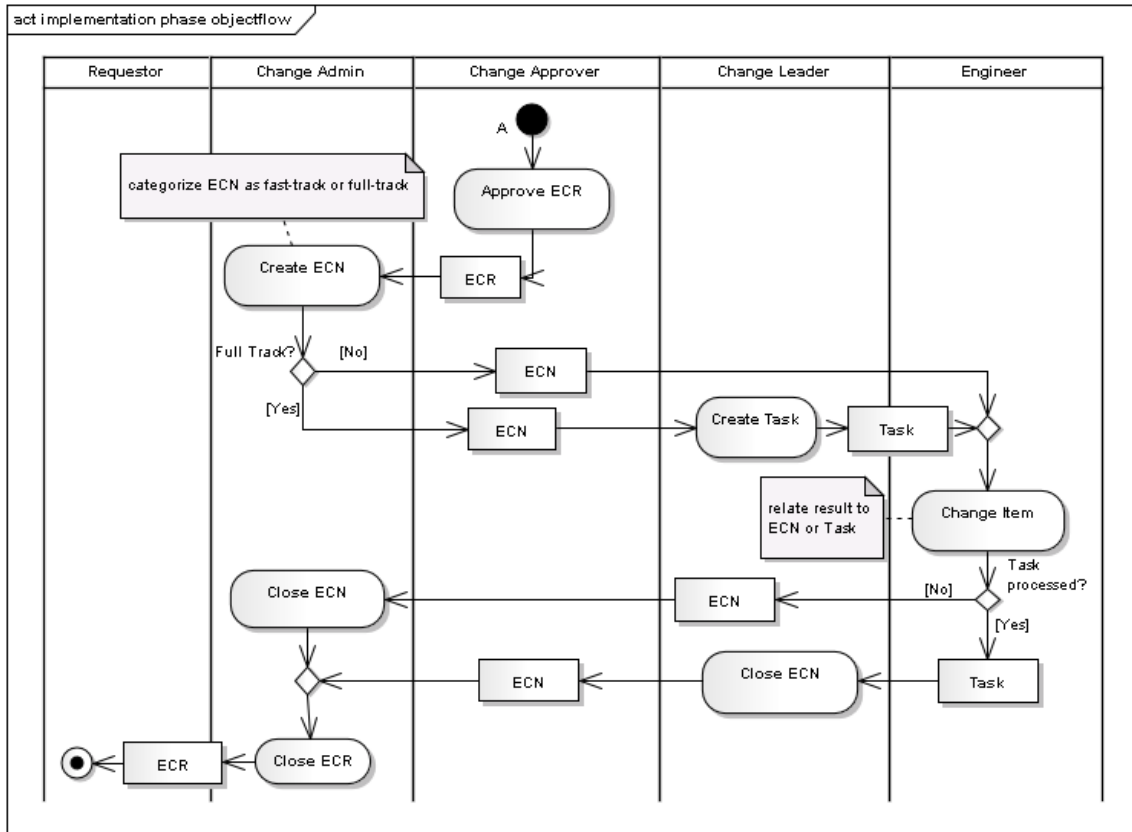 act implementation phase objectflow
Requestor
Change Admin
Change Approver
Change Leader
Engineer
A
categorize ECN as fast-track or full-track
Approve ECR
Create ECN
ECR
Full Track?
[No]
ECN
[Yes]
ECN
Create Task
Task
relate result to
ECN or Task
Change Item
Task
processed?
Close ECN
ECN
[No]
[Yes]
ECN
Close ECN
Task
ECR
Close ECR